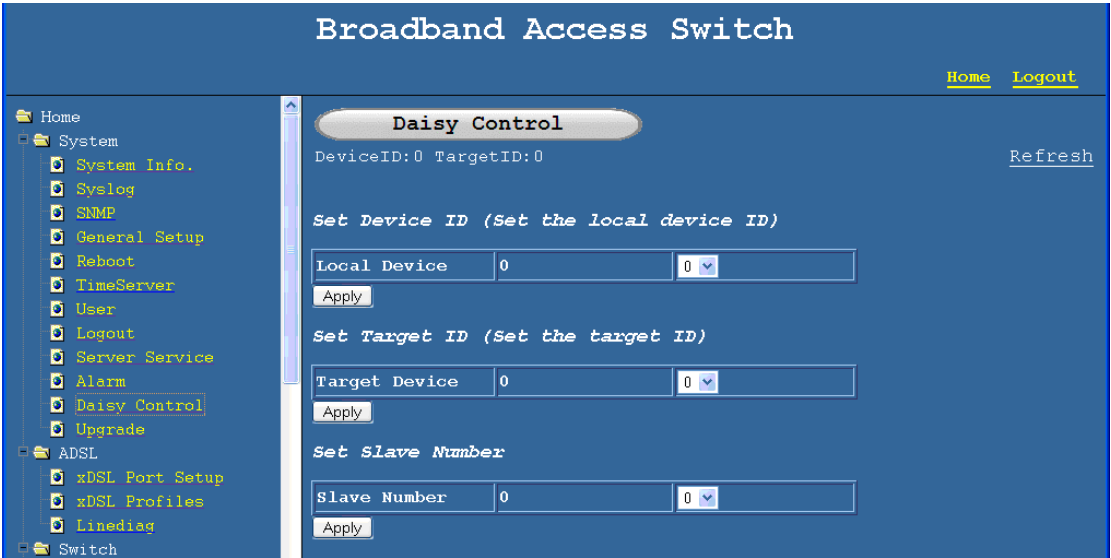 Broadband Access Switch
Home Logout
Home
System
System Info.
Syslog
SNMP
General Setup
Reboot
TimeServer
User
Logout
Server Service
Alarm
Daisy Control
Upgrade
ADSL
xDSL Port Setup
xDSL Profiles
Linediag
Switch
Daisy Control
DeviceID:0 TargetID:0
Refresh
Set Device ID (Set the local device ID)
Local Device 0 0
Apply
Set Target ID (Set the target ID)
Target Device 0 0
Apply
Set Slave Number
Slave Number 0 0
Apply